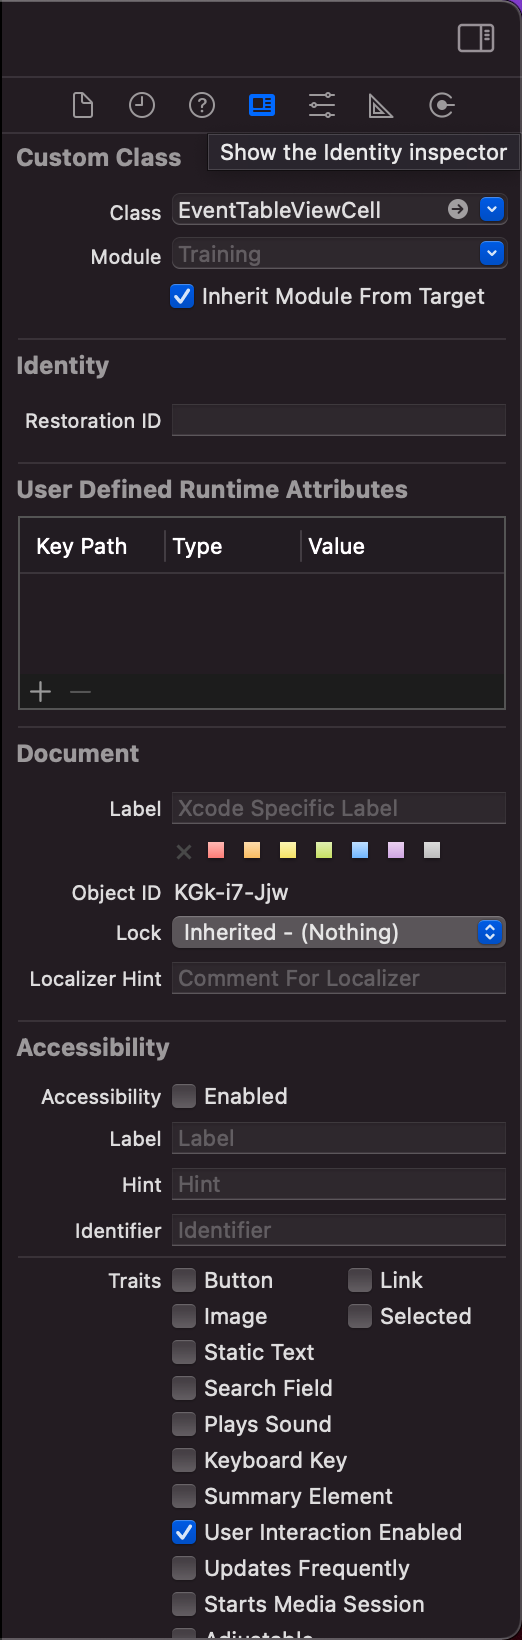 Custom Class
Show the Identity inspector
Class EventTableViewCell
Module Training
Inherit Module From Target
Identity
Restoration ID
User Defined Runtime Attributes
Key Path Type Value
Document
Label Xcode Specific Label
Object ID KGk-i7-Jjw
Lock Inherited - (Nothing)
Localizer Hint Comment For Localizer
Accessibility
Accessibility Enabled
Label Label
Hint Hint
Identifier Identifier
Traits Button Link
Image Selected
Static Text
Search Field
Plays Sound
Keyboard Key
Summary Element
User Interaction Enabled
Updates Frequently
Starts Media Session
Adjustable